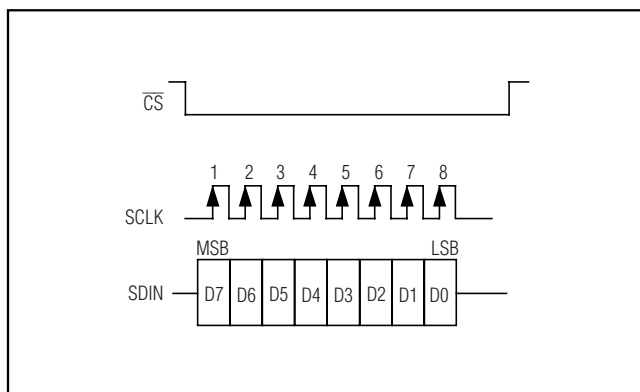 C̅S̅
1 2 3 4 5 6 7 8
SCLK
MSB LSB
SDIN D7 D6 D5 D4 D3 D2 D1 D0